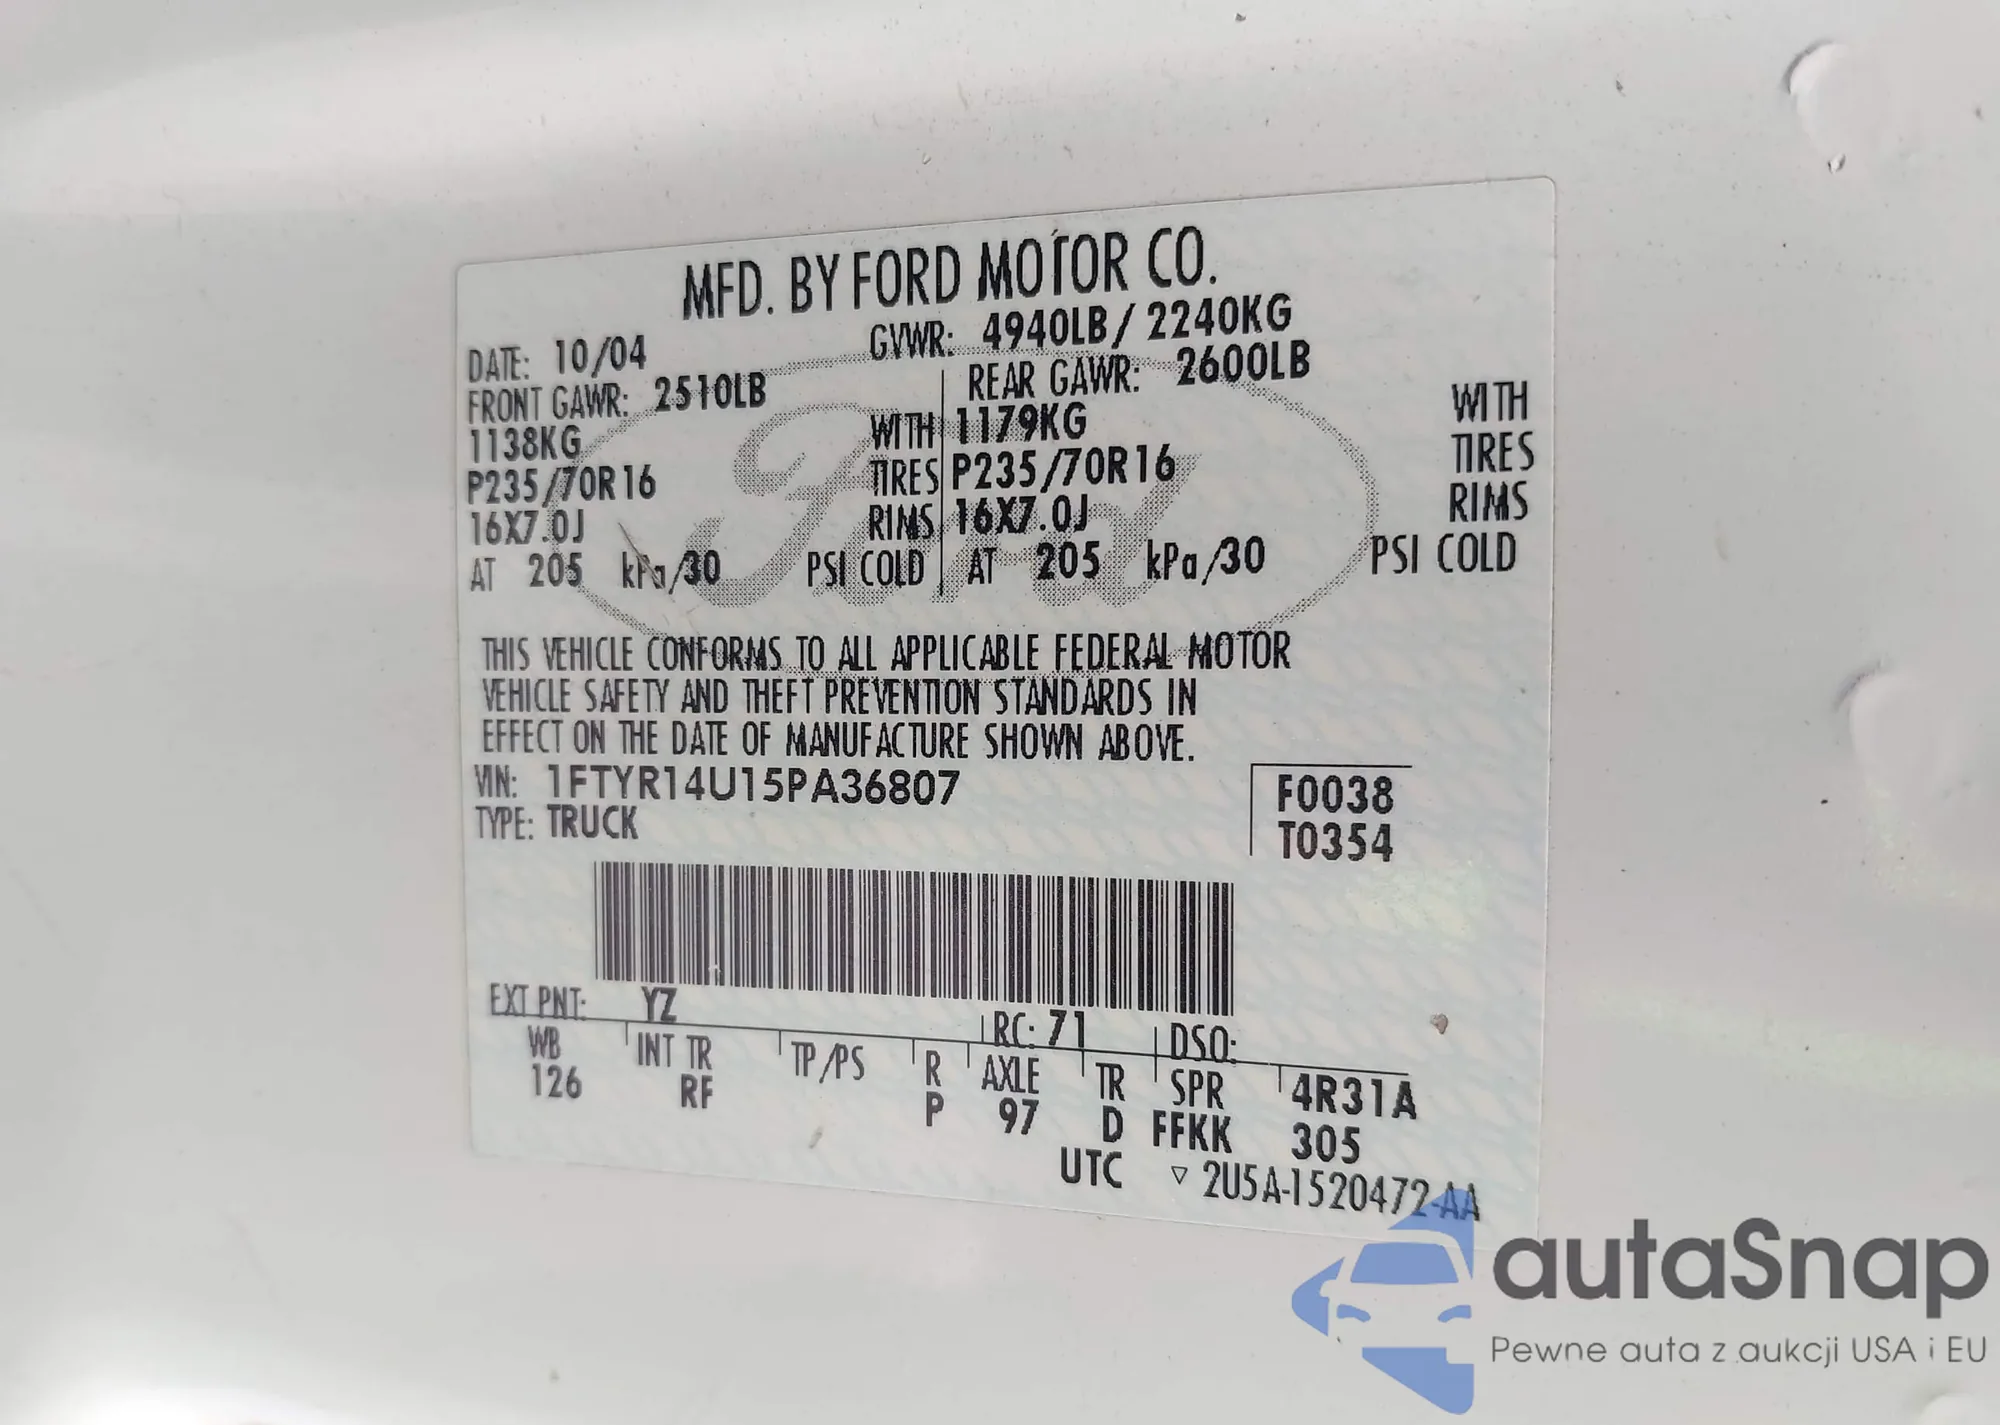 MFD. BY FORD MOTOR CO.
DATE: 10/04 GVWR: 4940LB / 2240KG
FRONT GAWR: 2510LB REAR GAWR: 2600LB
1138KG WITH 1179KG WITH
P235/70R16 TIRES P235/70R16 TIRES
16X7.0J RIMS 16X7.0J RIMS
AT 205 kPa/30 PSI COLD AT 205 kPa/30 PSI COLD
Ford
THIS VEHICLE CONFORMS TO ALL APPLICABLE FEDERAL MOTOR
VEHICLE SAFETY AND THEFT PREVENTION STANDARDS IN
EFFECT ON THE DATE OF MANUFACTURE SHOWN ABOVE.
VIN: 1FTYR14U15PA36807 F0038
TYPE: TRUCK T0354
EXT PNT: YZ RC: 71 DSO:
WB INT TR TP/PS R AXLE TR SPR 4R31A
126 RF P 97 D FFKK 305
UTC ▽ 2U5A-1520472-AA
autaSnap
Pewne auta z aukcji USA i EU